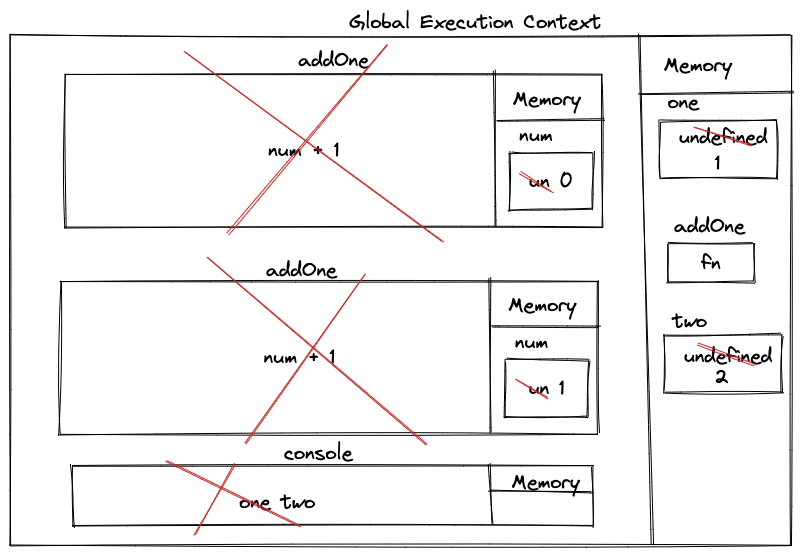 Global Execution Context
addOne
num + 1
Memory
num
un 0
addOne
num + 1
Memory
num
un 1
console
one two
Memory
Memory
one
undefined
1
addOne
fn
two
undefined
2